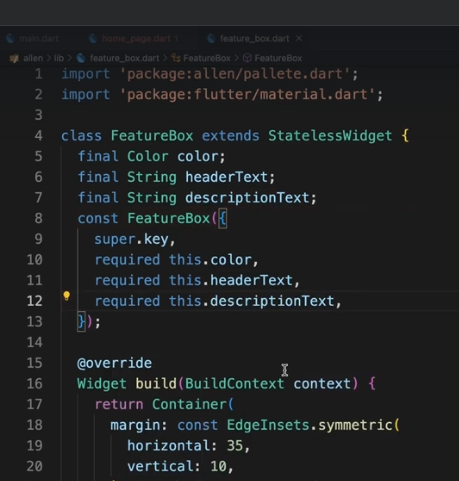 main.dart home_page.dart 1 feature_box.dart ×
allen > lib > feature_box.dart > FeatureBox > FeatureBox
1 import 'package:allen/pallete.dart';
2 import 'package:flutter/material.dart';
3
4 class FeatureBox extends StatelessWidget {
5 final Color color;
6 final String headerText;
7 final String descriptionText;
8 const FeatureBox({
9 super.key,
10 required this.color,
11 required this.headerText,
12 required this.descriptionText,
13 });
14
15 @override
16 Widget build(BuildContext context) {
17 return Container(
18 margin: const EdgeInsets.symmetric(
19 horizontal: 35,
20 vertical: 10,